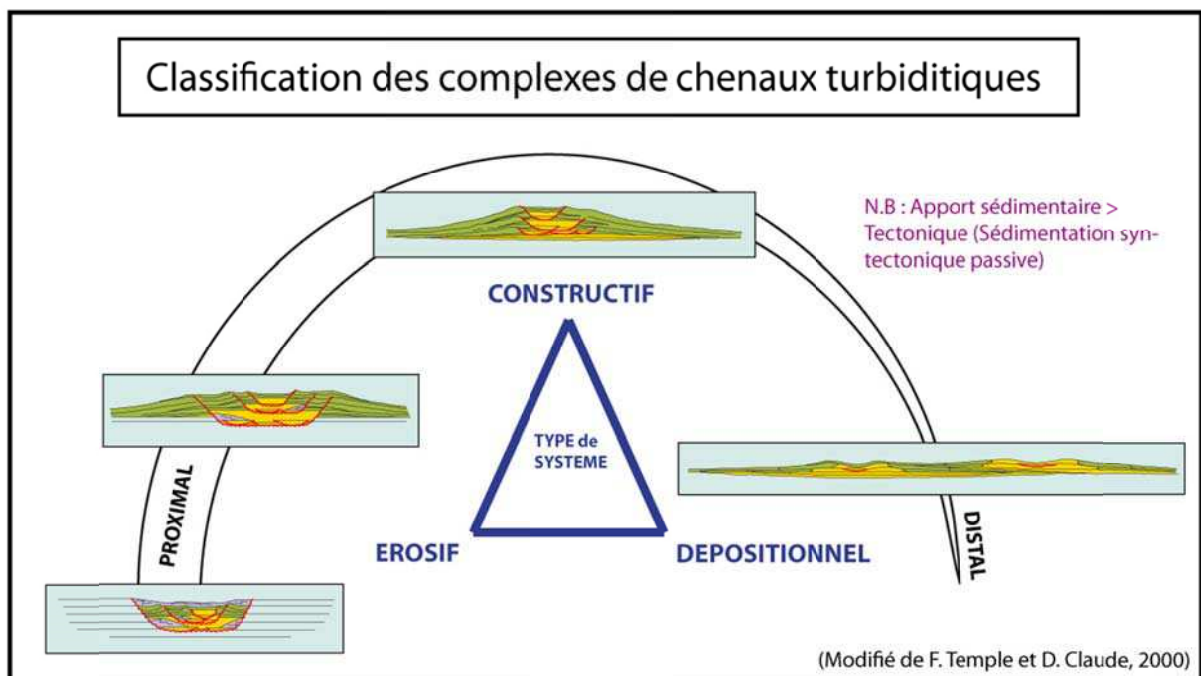 Classification des complexes de chenaux turbiditiques
N.B : Apport sédimentaire >
Tectonique (Sédimentation syn-
tectonique passive)
CONSTRUCTIF
TYPE de
SYSTEME
PROXIMAL
EROSIF
DEPOSITIONNEL
DISTAL
(Modifié de F. Temple et D. Claude, 2000)